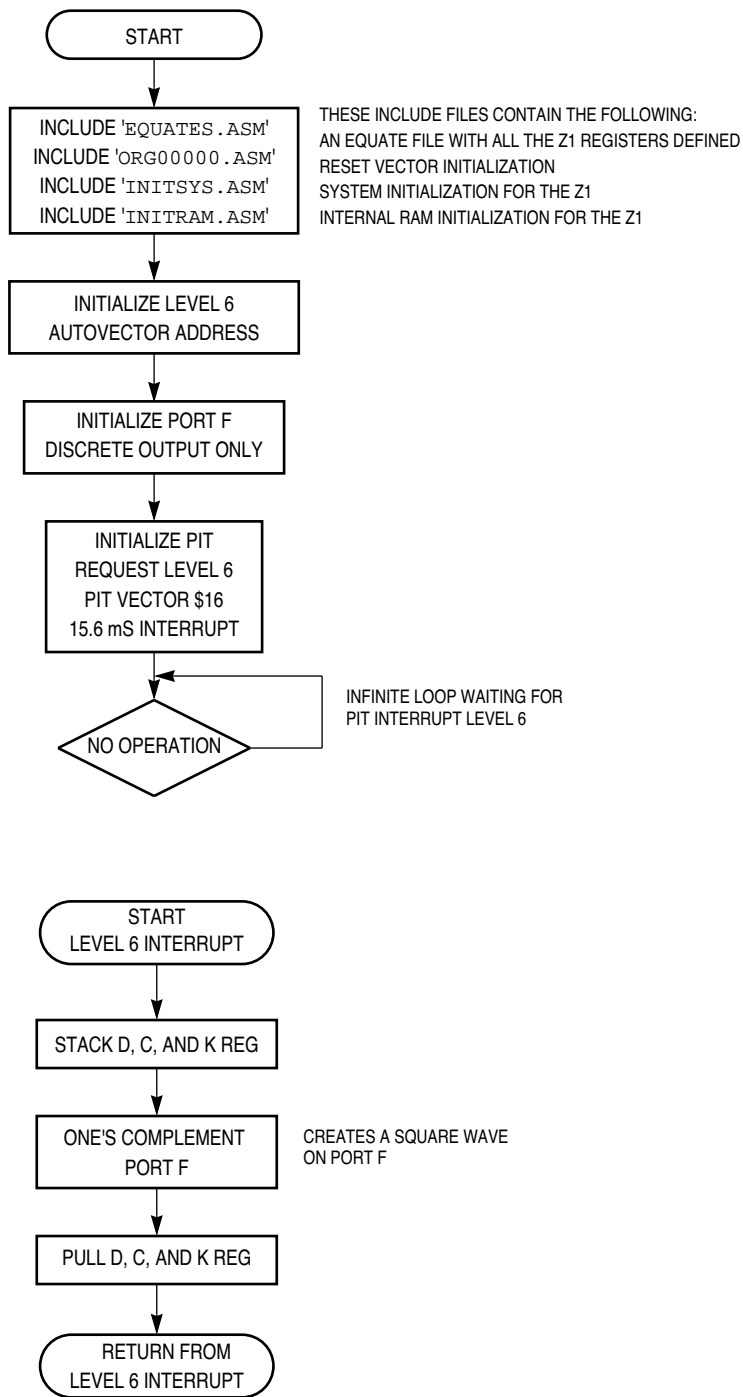 START
INCLUDE 'EQUATES.ASM'
INCLUDE 'ORG00000.ASM'
INCLUDE 'INITSYS.ASM'
INCLUDE 'INITRAM.ASM'
THESE INCLUDE FILES CONTAIN THE FOLLOWING:
AN EQUATE FILE WITH ALL THE Z1 REGISTERS DEFINED
RESET VECTOR INITIALIZATION
SYSTEM INITIALIZATION FOR THE Z1
INTERNAL RAM INITIALIZATION FOR THE Z1
INITIALIZE LEVEL 6
AUTOVECTOR ADDRESS
INITIALIZE PORT F
DISCRETE OUTPUT ONLY
INITIALIZE PIT
REQUEST LEVEL 6
PIT VECTOR $16
15.6 mS INTERRUPT
NO OPERATION
INFINITE LOOP WAITING FOR
PIT INTERRUPT LEVEL 6
START
LEVEL 6 INTERRUPT
STACK D, C, AND K REG
ONE'S COMPLEMENT
PORT F
CREATES A SQUARE WAVE
ON PORT F
PULL D, C, AND K REG
RETURN FROM
LEVEL 6 INTERRUPT